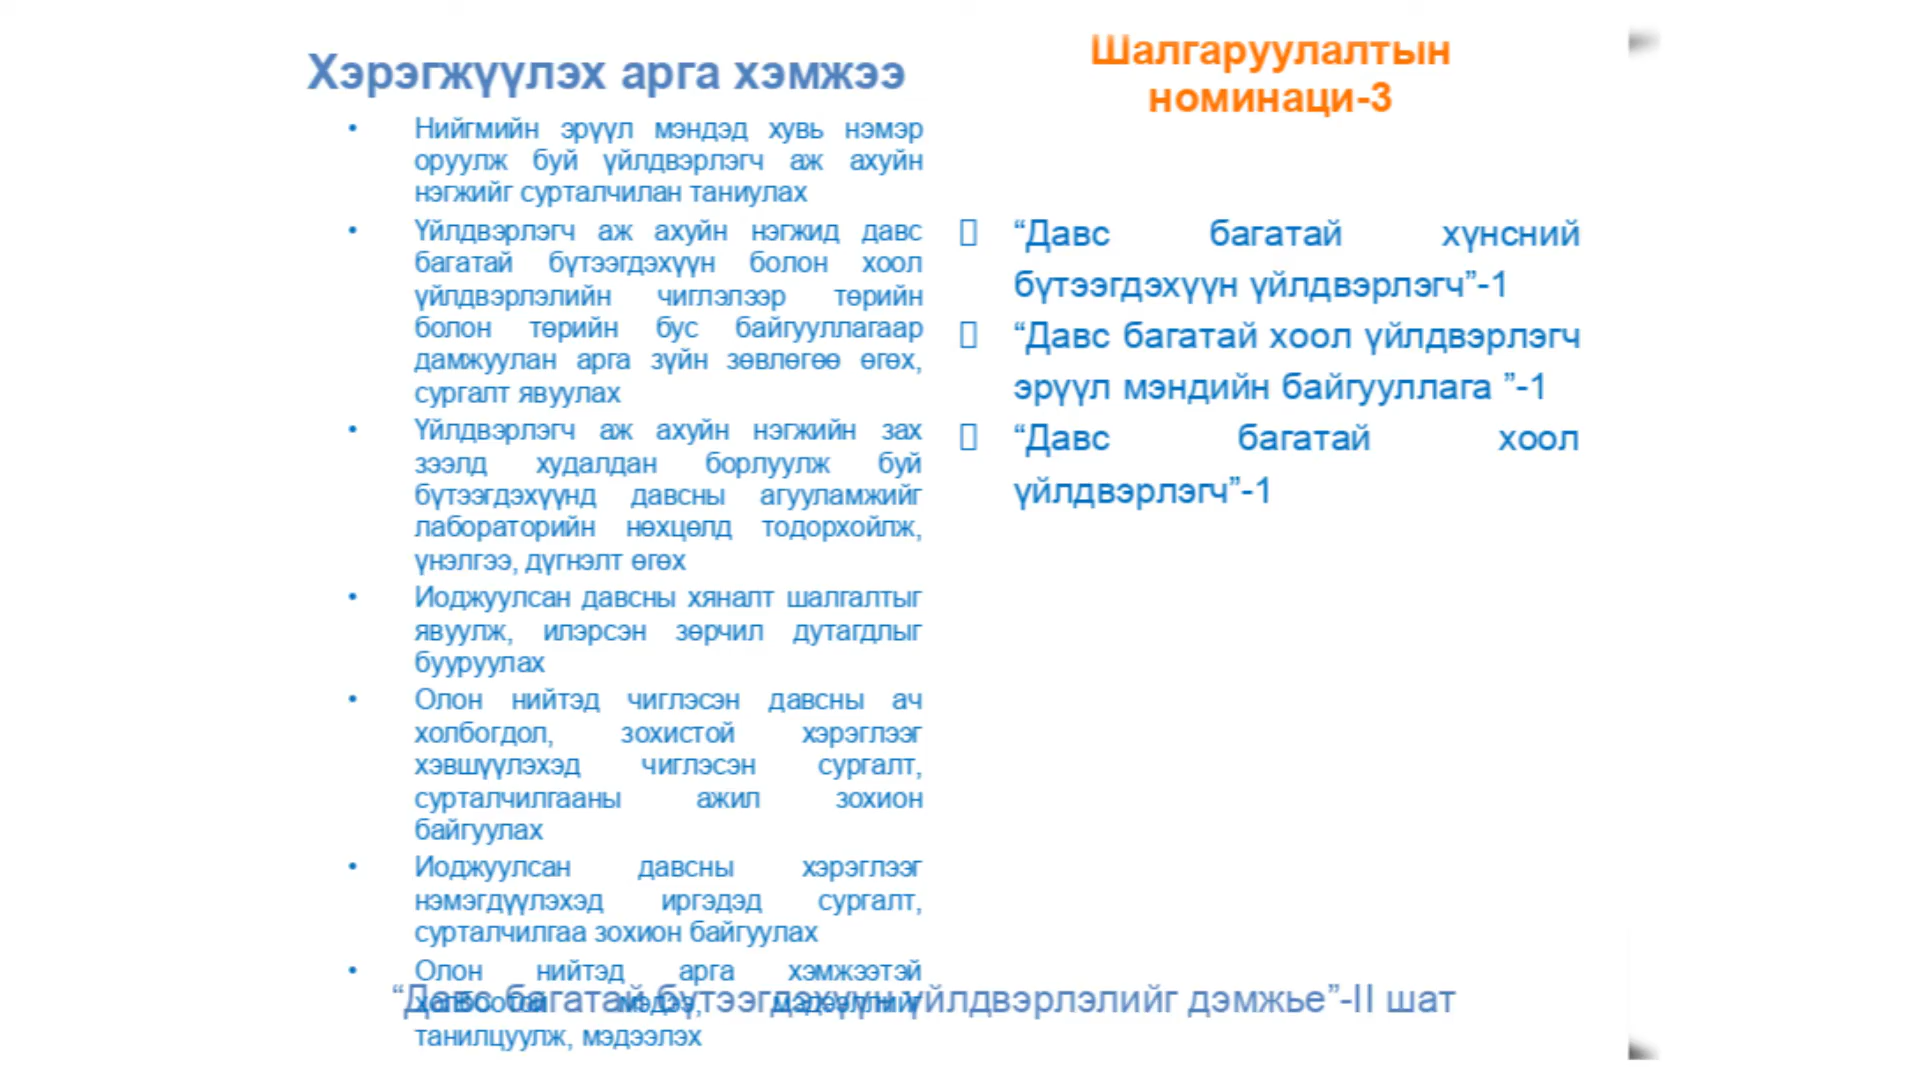 Хэрэгжүүлэх арга хэмжээ
• Нийгмийн эрүүл мэндэд хувь нэмэр
оруулж буй үйлдвэрлэгч аж ахуйн
нэгжийг сурталчилан таниулах
• Үйлдвэрлэгч аж ахуйн нэгжид давс
багатай бүтээгдэхүүн болон хоол
үйлдвэрлэлийн чиглэлээр төрийн
болон төрийн бус байгууллагаар
дамжуулан арга зүйн зөвлөгөө өгөх,
сургалт явуулах
• Үйлдвэрлэгч аж ахуйн нэгжийн зах
зээлд худалдан борлуулж буй
бүтээгдэхүүнд давсны агууламжийг
лабораторийн нөхцөлд тодорхойлж,
үнэлгээ, дүгнэлт өгөх
• Иоджуулсан давсны хяналт шалгалтыг
явуулж, илэрсэн зөрчил дутагдлыг
бууруулах
• Олон нийтэд чиглэсэн давсны ач
холбогдол, зохистой хэрэглээг
хэвшүүлэхэд чиглэсэн сургалт,
сурталчилгааны ажил зохион
байгуулах
• Иоджуулсан давсны хэрэглээг
нэмэгдүүлэхэд иргэдэд сургалт,
сурталчилгаа зохион байгуулах
• Олон нийтэд арга хэмжээтэй
холбоотой мэдээ, мэдээллийг
танилцуулж, мэдээлэх
Шалгаруулалтын
номинаци-3
“Давс багатай хүнсний
бүтээгдэхүүн үйлдвэрлэгч”-1
“Давс багатай хоол үйлдвэрлэгч
эрүүл мэндийн байгууллага ”-1
“Давс багатай хоол
үйлдвэрлэгч”-1
“Давс багатай бүтээгдэхүүн үйлдвэрлэлийг дэмжье”-II шат